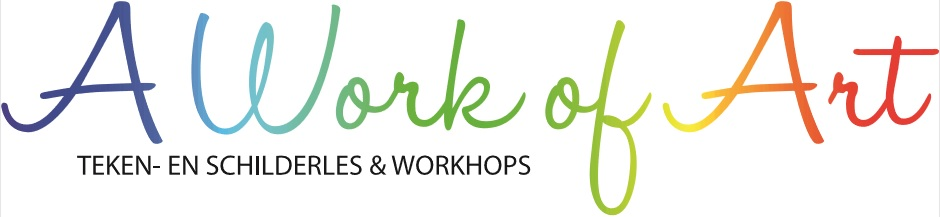 A Work of Art
TEKEN- EN SCHILDERLES & WORKHOPS